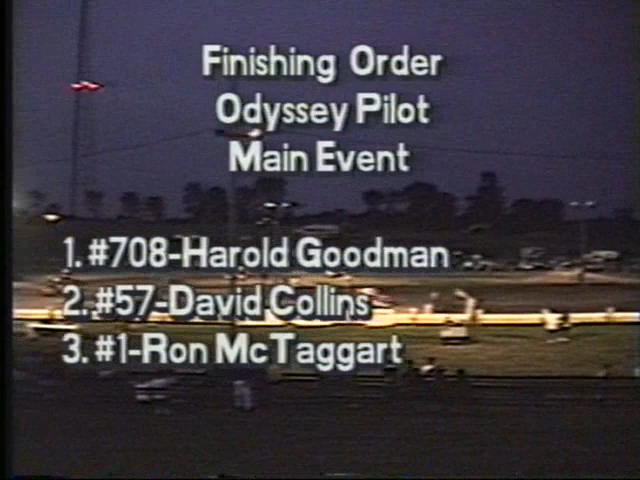 Finishing Order
Odyssey Pilot
Main Event
1. #708-Harold Goodman
2. #57-David Collins
3. #1-Ron McTaggart